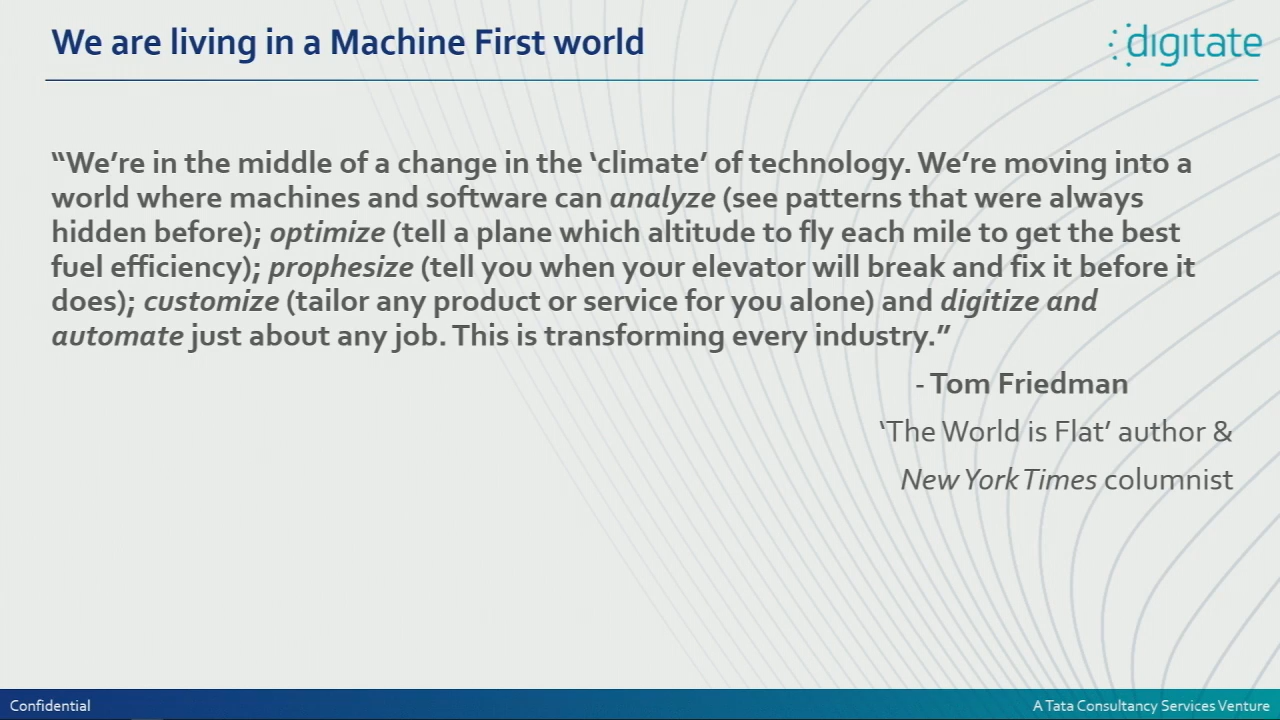 We are living in a Machine First world
digitate
“We’re in the middle of a change in the ‘climate’ of technology. We’re moving into a
world where machines and software can analyze (see patterns that were always
hidden before); optimize (tell a plane which altitude to fly each mile to get the best
fuel efficiency); prophesize (tell you when your elevator will break and fix it before it
does); customize (tailor any product or service for you alone) and digitize and
automate just about any job. This is transforming every industry.”
- Tom Friedman
‘The World is Flat’ author &
New York Times columnist
Confidential
A Tata Consultancy Services Venture